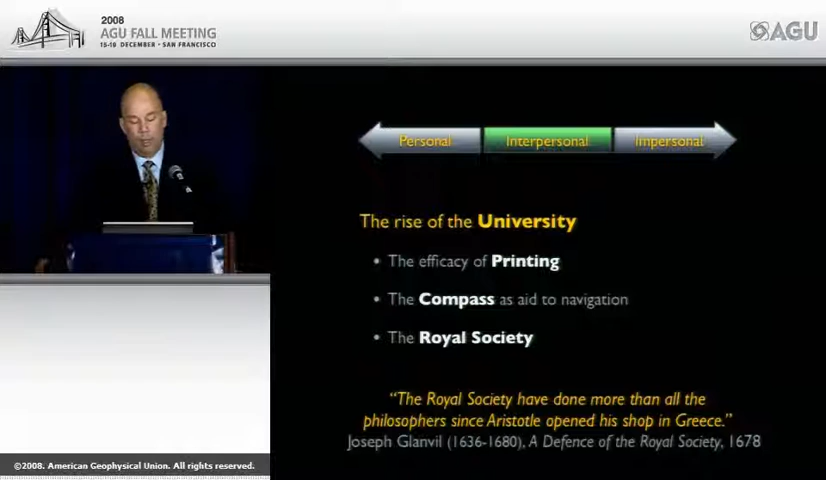 2008
AGU FALL MEETING
15-19 DECEMBER • SAN FRANCISCO
AGU
Personal
Interpersonal
Impersonal
The rise of the University
• The efficacy of Printing
• The Compass as aid to navigation
• The Royal Society
“The Royal Society have done more than all the
philosophers since Aristotle opened his shop in Greece.”
Joseph Glanvil (1636-1680), A Defence of the Royal Society, 1678
©2008. American Geophysical Union. All rights reserved.